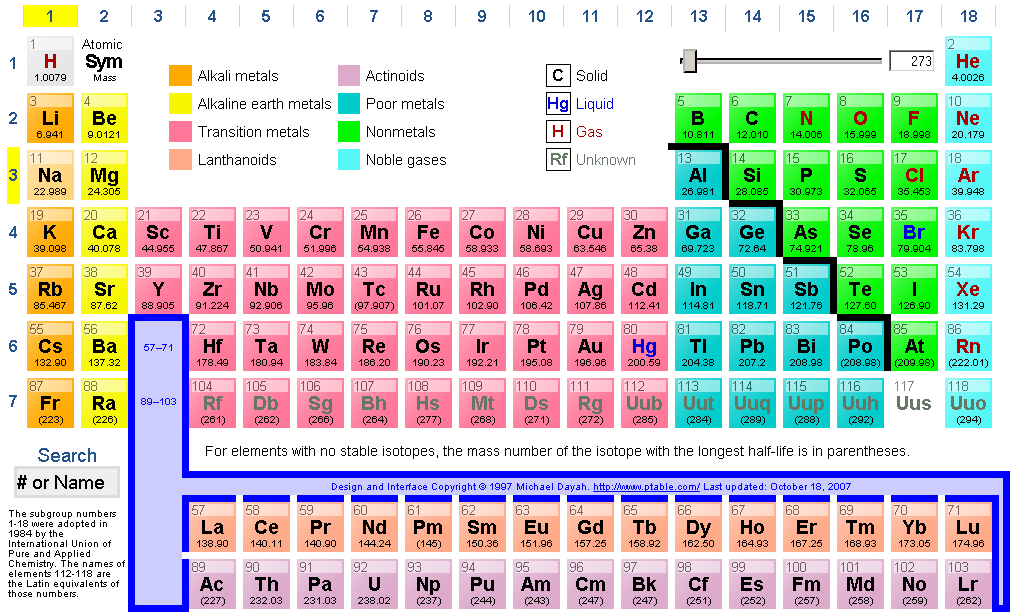 1 2 3 4 5 6 7 8 9 10 11 12 13 14 15 16 17 18
1
1 H 1.0079
Atomic
Sym
Mass
Alkali metals
Alkaline earth metals
Transition metals
Lanthanoids
Actinoids
Poor metals
Nonmetals
Noble gases
C Solid
Hg Liquid
H Gas
Rf Unknown
273
2 He 4.0026
2
3 Li 6.941
4 Be 9.0121
5 B 10.811
6 C 12.010
7 N 14.006
8 O 15.999
9 F 18.998
10 Ne 20.179
3
11 Na 22.989
12 Mg 24.305
13 Al 26.981
14 Si 28.085
15 P 30.973
16 S 32.065
17 Cl 35.453
18 Ar 39.948
4
19 K 39.098
20 Ca 40.078
21 Sc 44.955
22 Ti 47.867
23 V 50.941
24 Cr 51.996
25 Mn 54.938
26 Fe 55.845
27 Co 58.933
28 Ni 58.693
29 Cu 63.546
30 Zn 65.38
31 Ga 69.723
32 Ge 72.64
33 As 74.921
34 Se 78.96
35 Br 79.904
36 Kr 83.798
5
37 Rb 85.467
38 Sr 87.62
39 Y 88.905
40 Zr 91.224
41 Nb 92.906
42 Mo 95.96
43 Tc (97.907)
44 Ru 101.07
45 Rh 102.90
46 Pd 106.42
47 Ag 107.86
48 Cd 112.41
49 In 114.81
50 Sn 118.71
51 Sb 121.76
52 Te 127.60
53 I 126.90
54 Xe 131.29
6
55 Cs 132.90
56 Ba 137.32
57–71
72 Hf 178.49
73 Ta 180.94
74 W 183.84
75 Re 186.20
76 Os 190.23
77 Ir 192.21
78 Pt 195.08
79 Au 196.96
80 Hg 200.59
81 Tl 204.38
82 Pb 207.2
83 Bi 208.98
84 Po (208.98)
85 At (209.98)
86 Rn (222.01)
7
87 Fr (223)
88 Ra (226)
89–103
104 Rf (261)
105 Db (262)
106 Sg (266)
107 Bh (264)
108 Hs (277)
109 Mt (268)
110 Ds (271)
111 Rg (272)
112 Uub (285)
113 Uut (284)
114 Uuq (289)
115 Uup (288)
116 Uuh (292)
117 Uus
118 Uuo (294)
For elements with no stable isotopes, the mass number of the isotope with the longest half-life is in parentheses.
Search
# or Name
Design and Interface Copyright © 1997 Michael Dayah. http://www.ptable.com/ Last updated: October 18, 2007
The subgroup numbers
1-18 were adopted in
1984 by the
International Union of
Pure and Applied
Chemistry. The names of
elements 112-118 are
the Latin equivalents of
those numbers.
57 La 138.90
58 Ce 140.11
59 Pr 140.90
60 Nd 144.24
61 Pm (145)
62 Sm 150.36
63 Eu 151.96
64 Gd 157.25
65 Tb 158.92
66 Dy 162.50
67 Ho 164.93
68 Er 167.25
69 Tm 168.93
70 Yb 173.05
71 Lu 174.96
89 Ac (227)
90 Th 232.03
91 Pa 231.03
92 U 238.02
93 Np (237)
94 Pu (244)
95 Am (243)
96 Cm (247)
97 Bk (247)
98 Cf (251)
99 Es (252)
100 Fm (257)
101 Md (258)
102 No (259)
103 Lr (262)